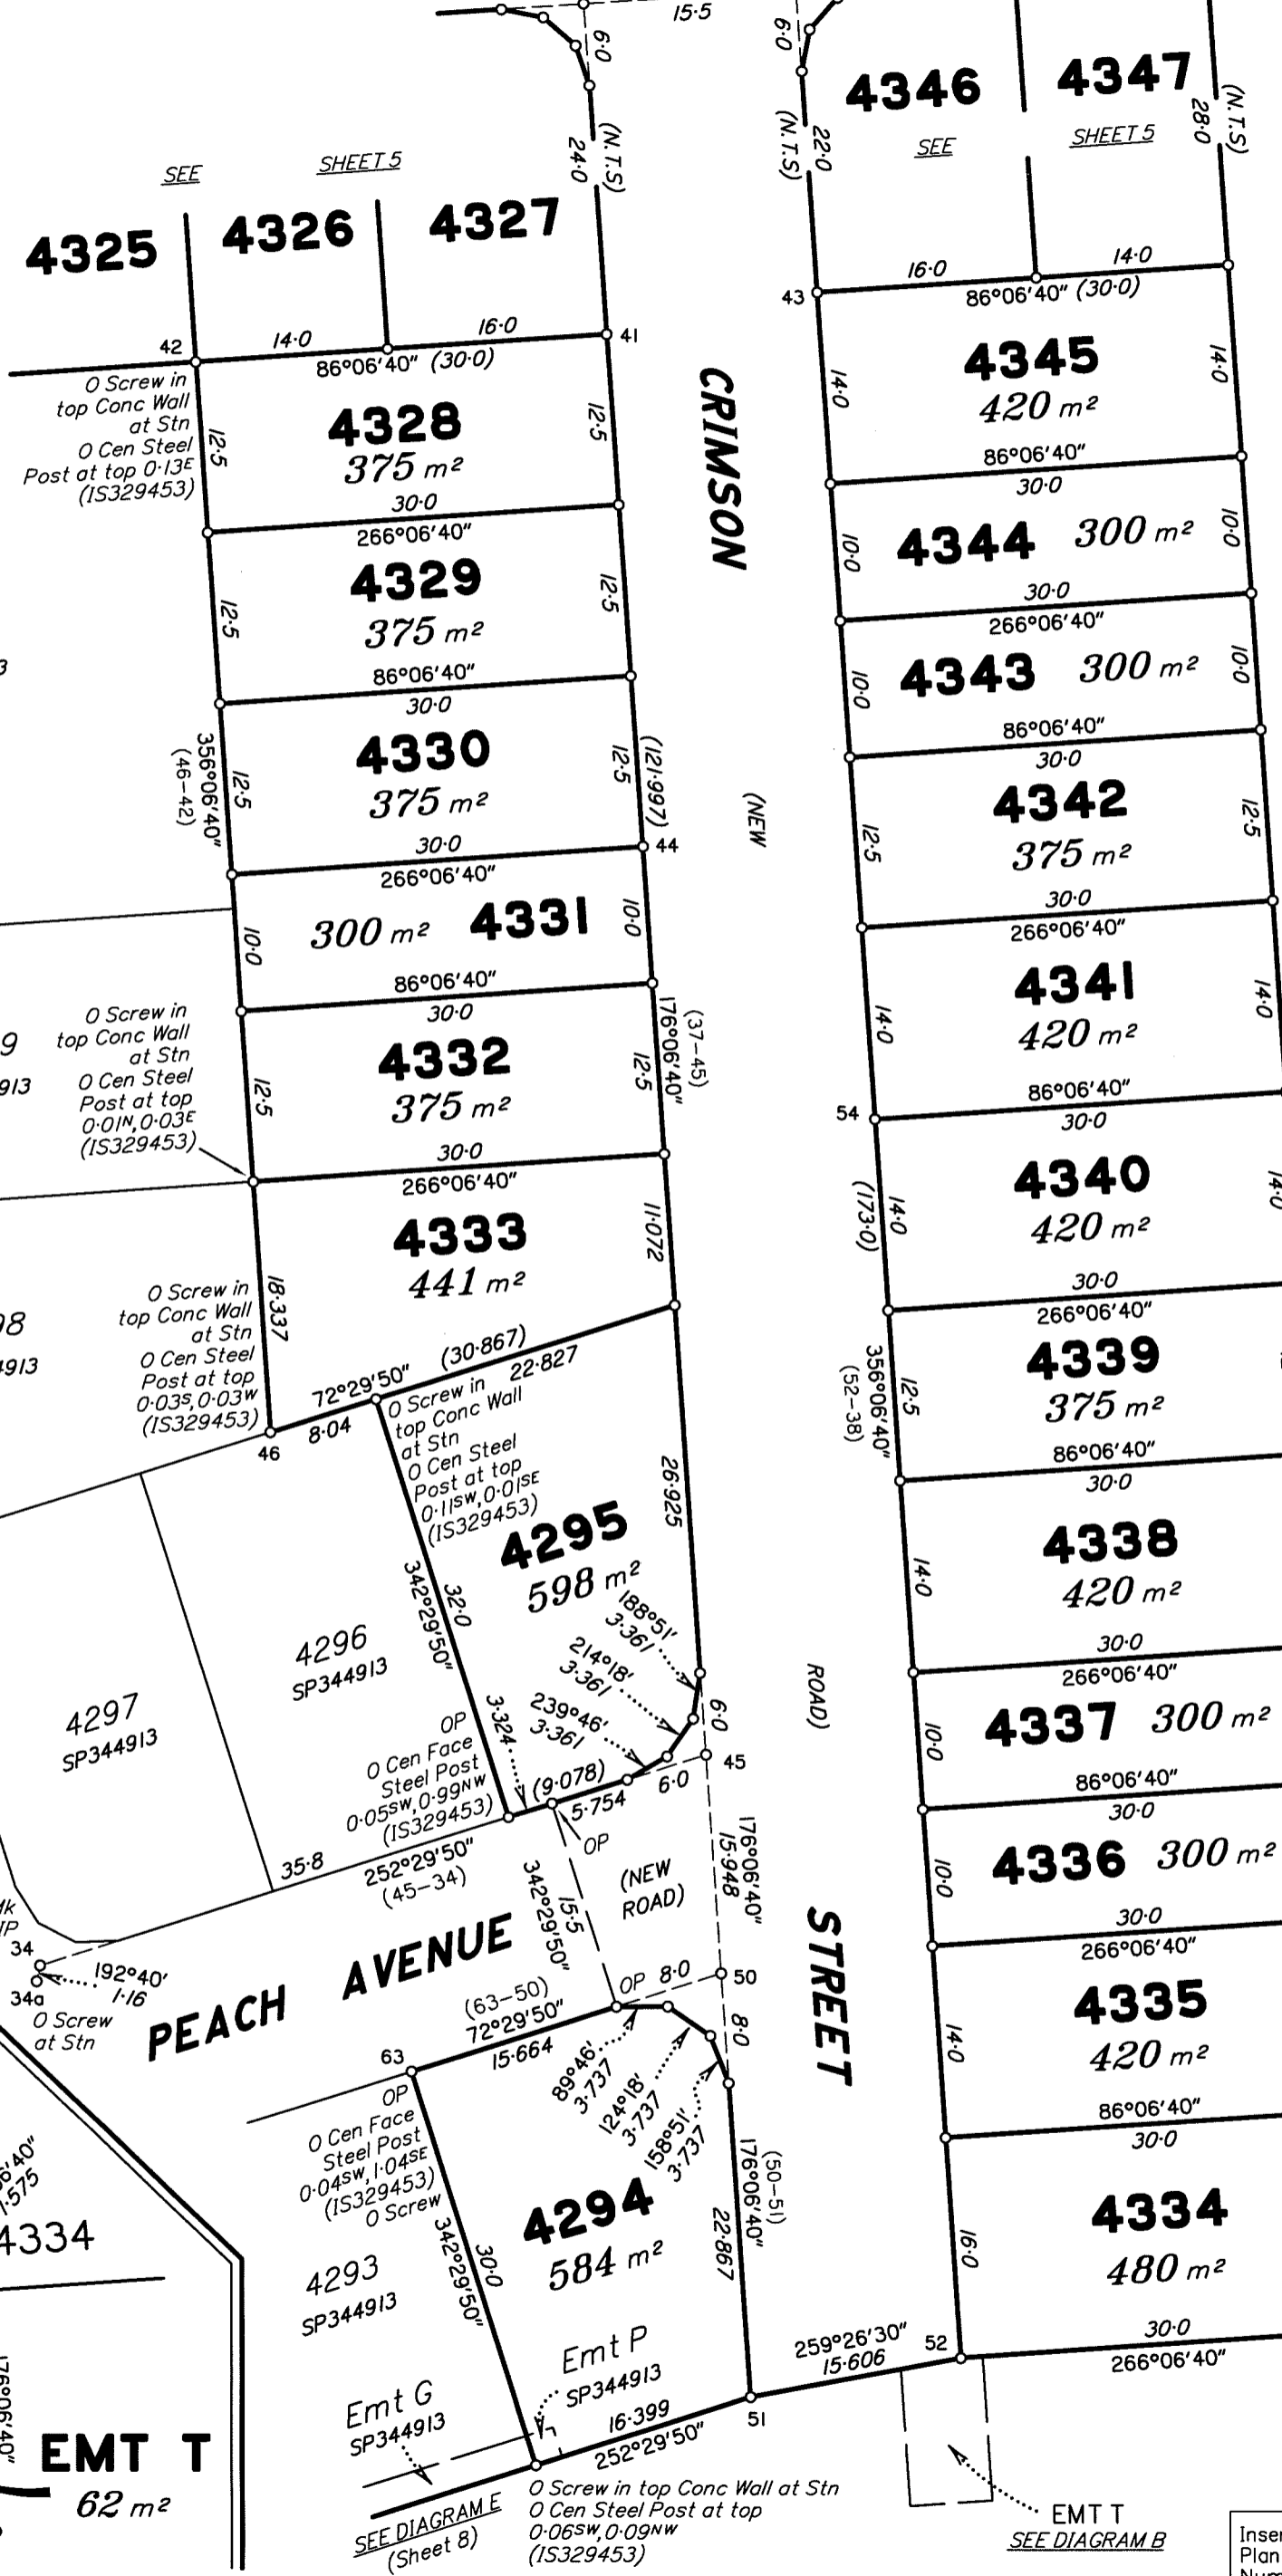 15·5
6·0
6·0
4346
4347
SEE
SHEET 5
24·0
(N.T.S)
(N.T.S)
22·0
28·0
(N.T.S)
SEE
SHEET 5
4325
4326
4327
16·0
14·0
43
86°06'40" (30·0)
42
14·0
16·0
41
86°06'40" (30·0)
O Screw in
top Conc Wall
at Stn
O Cen Steel
Post at top 0·13E
(IS329453)
12·5
4328
375 m²
12·5
30·0
266°06'40"
CRIMSON
14·0
4345
420 m²
14·0
86°06'40"
30·0
10·0
4344
300 m²
10·0
30·0
266°06'40"
12·5
4329
375 m²
12·5
86°06'40"
30·0
10·0
4343
300 m²
10·0
86°06'40"
30·0
356°06'40"
(46-42)
12·5
4330
375 m²
12·5
(121·997)
30·0
44
266°06'40"
(NEW
12·5
4342
375 m²
12·5
30·0
266°06'40"
10·0
300 m²
4331
10·0
86°06'40"
30·0
14·0
4341
420 m²
14·0
86°06'40"
30·0
54
9
913
O Screw in
top Conc Wall
at Stn
O Cen Steel
Post at top
0·01N,0·03E
(IS329453)
12·5
4332
375 m²
12·5
176°06'40"
(37-45)
30·0
266°06'40"
(173·0)
14·0
4340
420 m²
14·0
30·0
266°06'40"
98
4913
O Screw in
top Conc Wall
at Stn
O Cen Steel
Post at top
0·03S,0·03W
(IS329453)
18·337
4333
441 m²
11·072
72°29'50"
(30·867)
8·04
22·827
46
356°06'40"
(52-38)
12·5
4339
375 m²
86°06'40"
30·0
O Screw in
top Conc Wall
at Stn
O Cen Steel
Post at top
0·11SW,0·01SE
(IS329453)
342°29'50"
32·0
4295
598 m²
26·925
188°51'
3·361
214°18'
3·361
239°46'
3·361
14·0
4338
420 m²
30·0
266°06'40"
4296
SP344913
4297
SP344913
ROAD)
10·0
4337
300 m²
86°06'40"
30·0
OP
O Cen Face
Steel Post
0·05SW,0·99NW
(IS329453)
3·324
(9·078)
5·754
6·0
6·0
45
OP
35·8
252°29'50"
(45-34)
342°29'50"
15·5
(NEW
ROAD)
176°06'40"
15·948
10·0
4336
300 m²
30·0
266°06'40"
34
34a
192°40'
1·16
O Screw
at Stn
PEACH AVENUE
STREET
OP
8·0
50
8·0
(63-50)
72°29'50"
15·664
63
14·0
4335
420 m²
86°06'40"
30·0
89°46'
3·737
124°18'
3·737
158°51'
3·737
OP
O Cen Face
Steel Post
0·04SW,1·04SE
(IS329453)
O Screw
342°29'50"
30·0
4294
584 m²
22·867
176°06'40"
(50-51)
16·0
4334
480 m²
30·0
266°06'40"
4334
4293
SP344913
259°26'30"
15·606
52
Emt P
SP344913
Emt G
SP344913
16·399
252°29'50"
51
176°06'40"
EMT T
62 m²
SEE DIAGRAM E
(Sheet 8)
O Screw in top Conc Wall at Stn
O Cen Steel Post at top
0·06SW,0·09NW
(IS329453)
EMT T
SEE DIAGRAM B
Plan